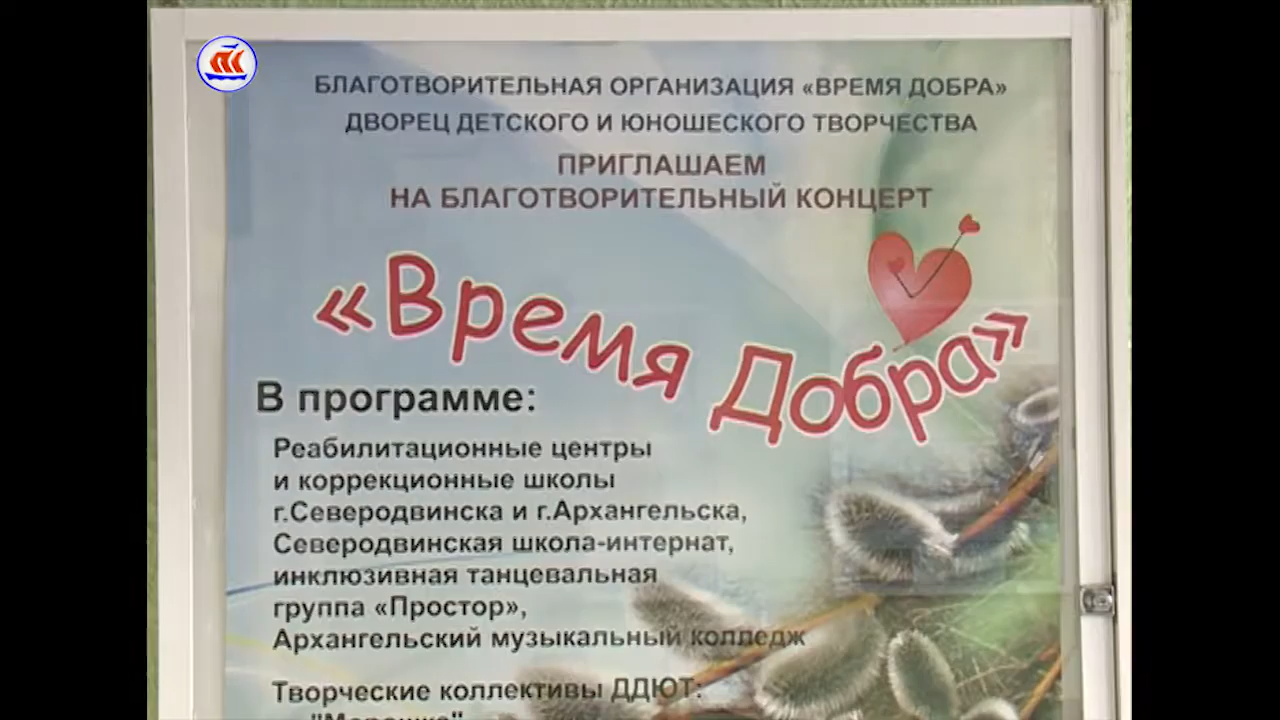 БЛАГОТВОРИТЕЛЬНАЯ ОРГАНИЗАЦИЯ «ВРЕМЯ ДОБРА»
ДВОРЕЦ ДЕТСКОГО И ЮНОШЕСКОГО ТВОРЧЕСТВА
ПРИГЛАШАЕМ
НА БЛАГОТВОРИТЕЛЬНЫЙ КОНЦЕРТ
«Время Добра»
В программе:
Реабилитационные центры
и коррекционные школы
г.Северодвинска и г.Архангельска,
Северодвинская школа-интернат,
инклюзивная танцевальная
группа «Простор»,
Архангельский музыкальный колледж
Творческие коллективы ДДЮТ: